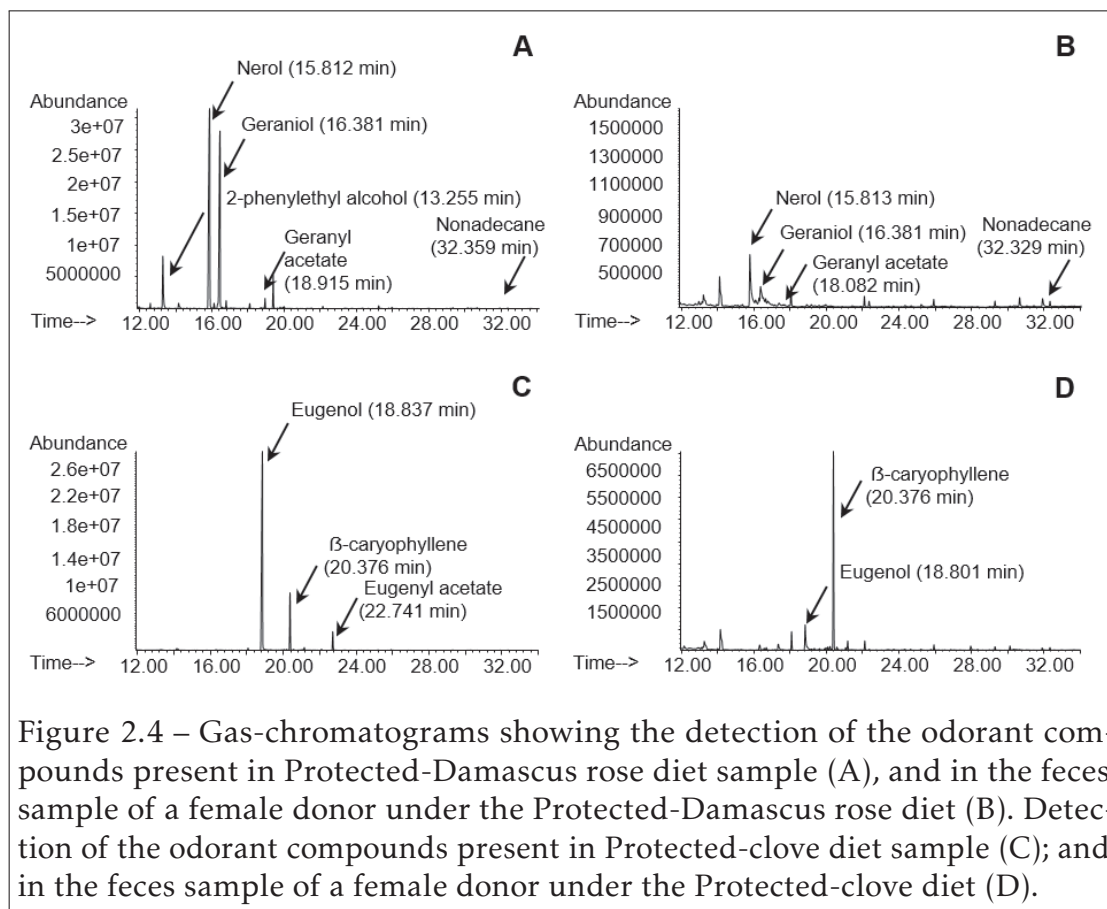 A
Nerol (15.812 min)
Abundance
3e+07
Geraniol (16.381 min)
2.5e+07
2e+07
2-phenylethyl alcohol (13.255 min)
1.5e+07
Nonadecane
(32.359 min)
1e+07
Geranyl
acetate
(18.915 min)
5000000
Time-->
12.00 16.00 20.00 24.00 28.00 32.00
B
Abundance
1500000
1300000
1100000
900000
Nerol (15.813 min)
700000
Geraniol (16.381 min)
Nonadecane
(32.329 min)
500000
Geranyl acetate
(18.082 min)
Time-->
12.00 16.00 20.00 24.00 28.00 32.00
C
Eugenol (18.837 min)
Abundance
2.6e+07
2.2e+07
1.8e+07
1.4e+07
ß-caryophyllene
(20.376 min)
1e+07
Eugenyl acetate
(22.741 min)
6000000
Time-->
12.00 16.00 20.00 24.00 28.00 32.00
D
Abundance
6500000
ß-caryophyllene
(20.376 min)
5500000
4500000
3500000
2500000
Eugenol (18.801 min)
1500000
Time-->
12.00 16.00 20.00 24.00 28.00 32.00
Figure 2.4 – Gas-chromatograms showing the detection of the odorant com-
pounds present in Protected-Damascus rose diet sample (A), and in the feces
sample of a female donor under the Protected-Damascus rose diet (B). Detec-
tion of the odorant compounds present in Protected-clove diet sample (C); and
in the feces sample of a female donor under the Protected-clove diet (D).